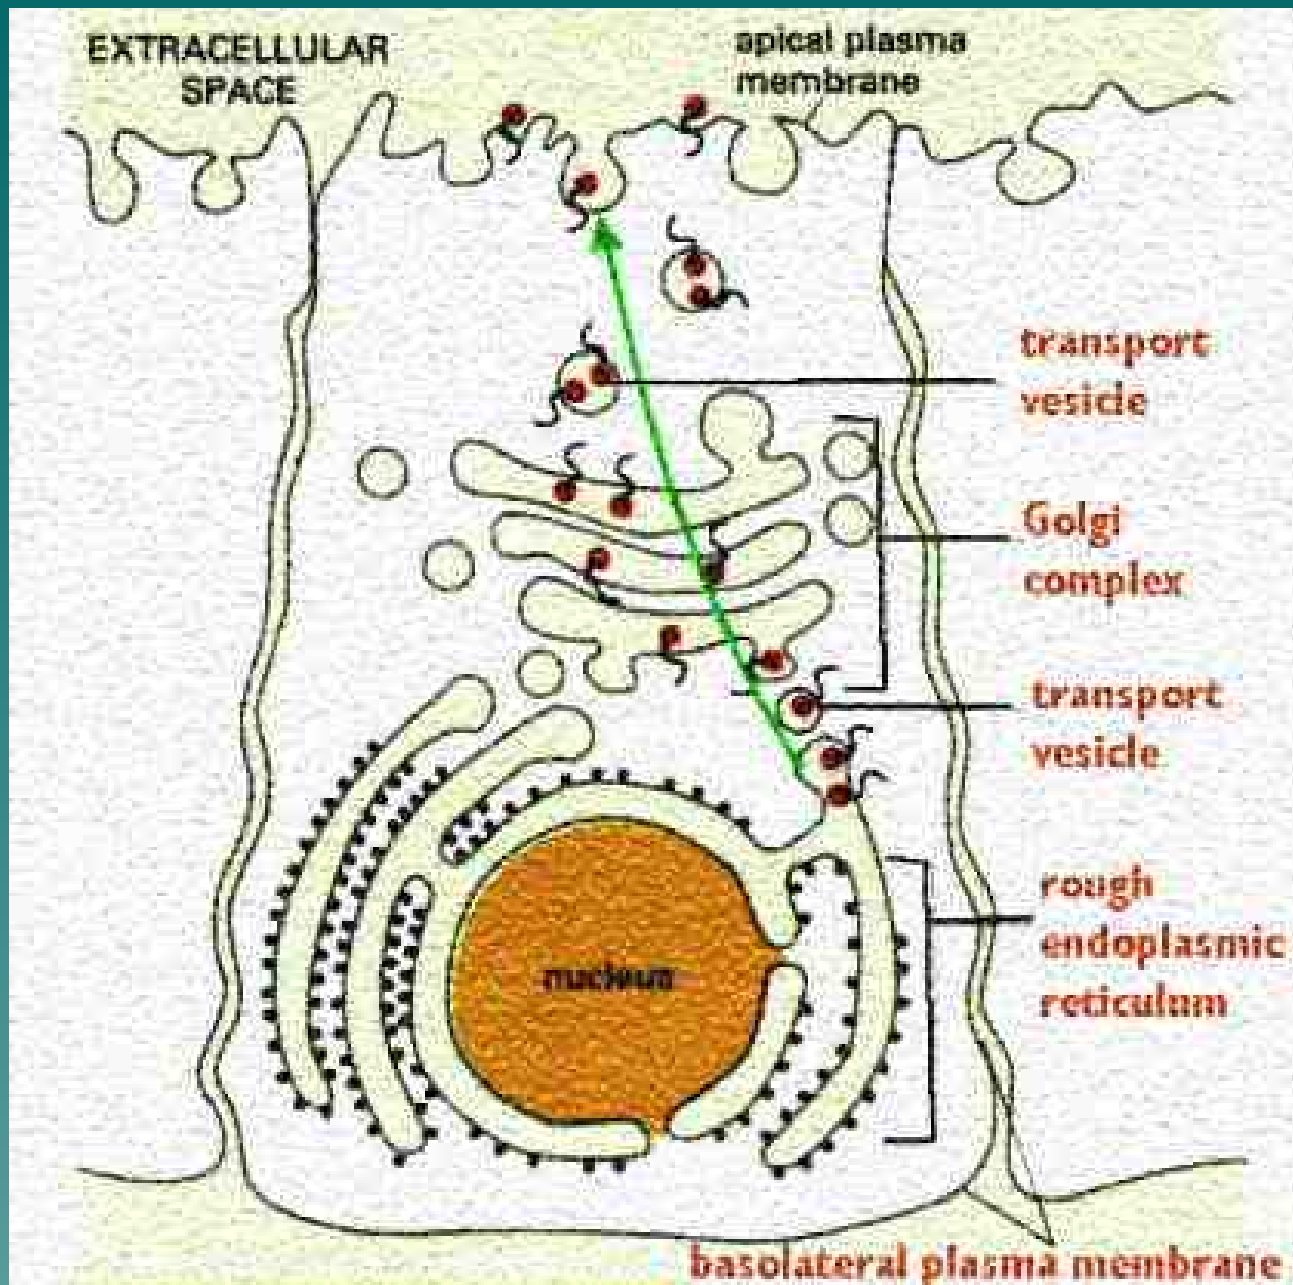 EXTRACELLULAR
SPACE
apical plasma
membrane
transport
vesicle
Golgi
complex
transport
vesicle
rough
endoplasmic
reticulum
nucleus
basolateral plasma membrane